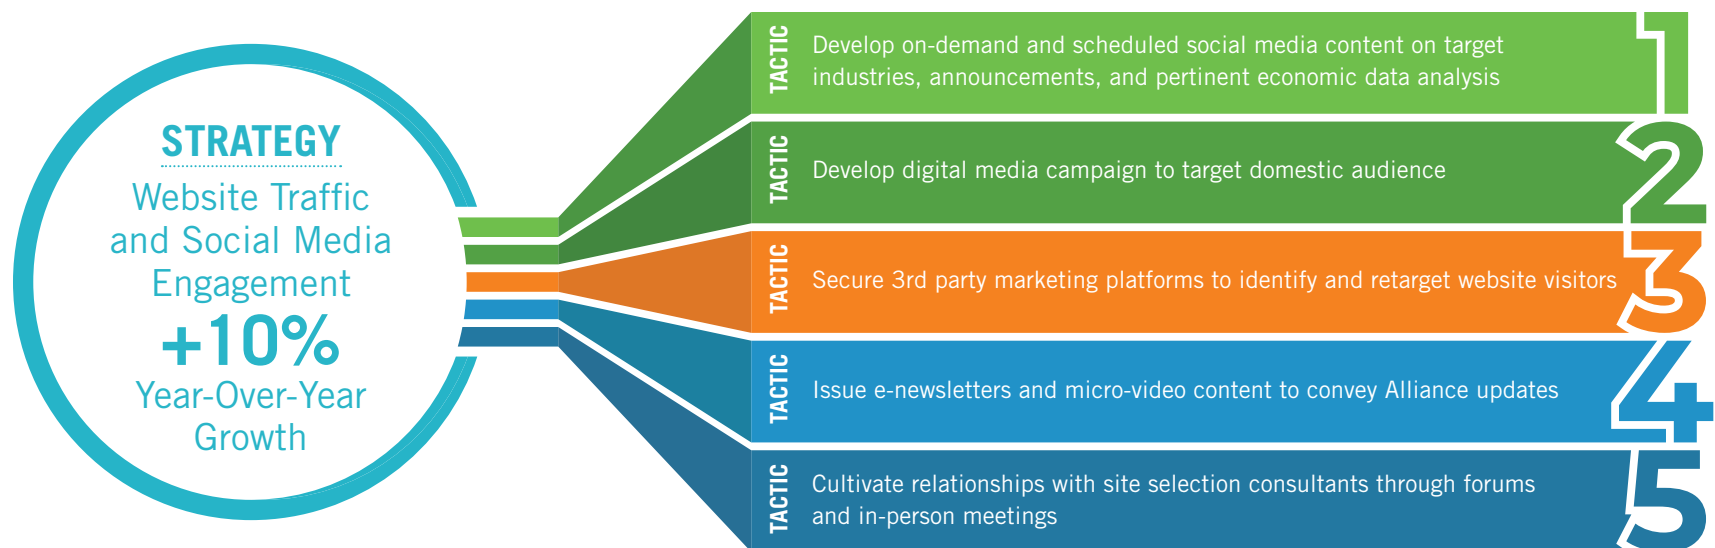 STRATEGY
Website Traffic
and Social Media
Engagement
+10%
Year-Over-Year
Growth
TACTIC
Develop on-demand and scheduled social media content on target
industries, announcements, and pertinent economic data analysis
1
TACTIC
Develop digital media campaign to target domestic audience
2
TACTIC
Secure 3rd party marketing platforms to identify and retarget website visitors
3
TACTIC
Issue e-newsletters and micro-video content to convey Alliance updates
4
TACTIC
Cultivate relationships with site selection consultants through forums
and in-person meetings
5